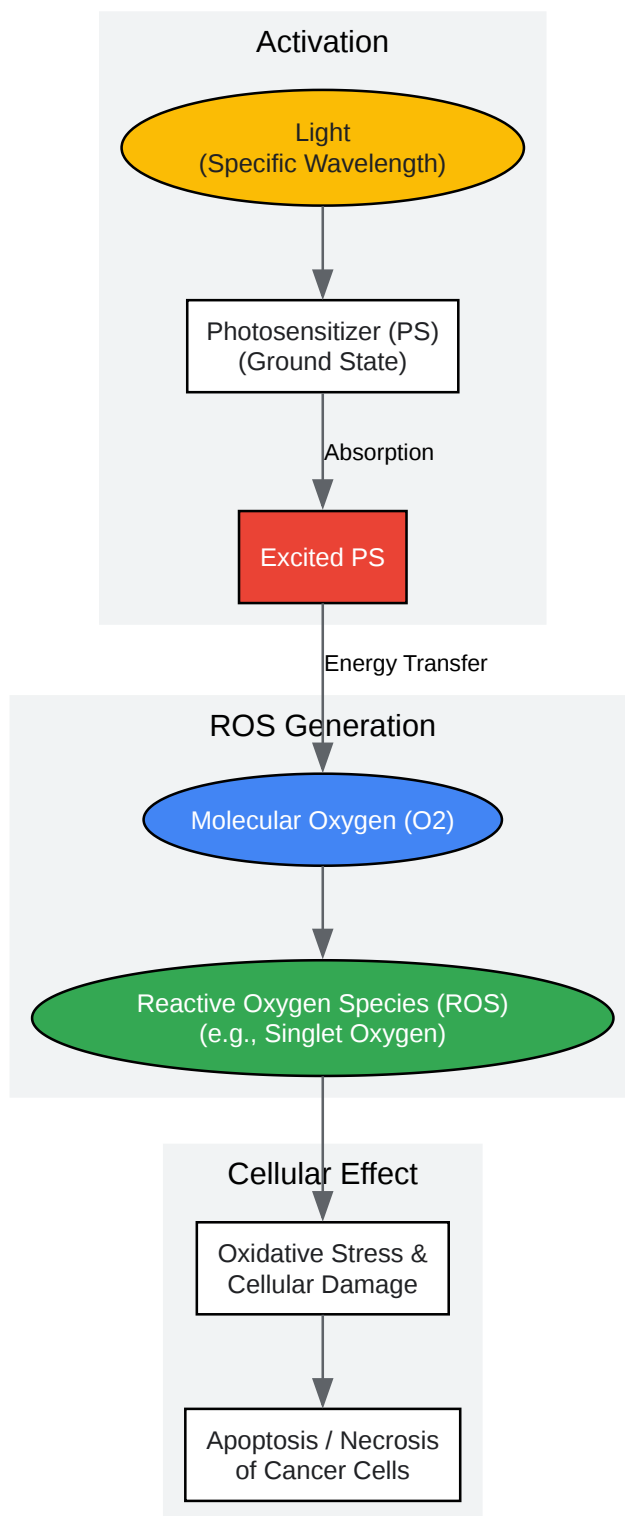 Activation
Light
(Specific Wavelength)
Photosensitizer (PS)
(Ground State)
Absorption
Excited PS
Energy Transfer
ROS Generation
Molecular Oxygen (O2)
Reactive Oxygen Species (ROS)
(e.g., Singlet Oxygen)
Cellular Effect
Oxidative Stress &
Cellular Damage
Apoptosis / Necrosis
of Cancer Cells